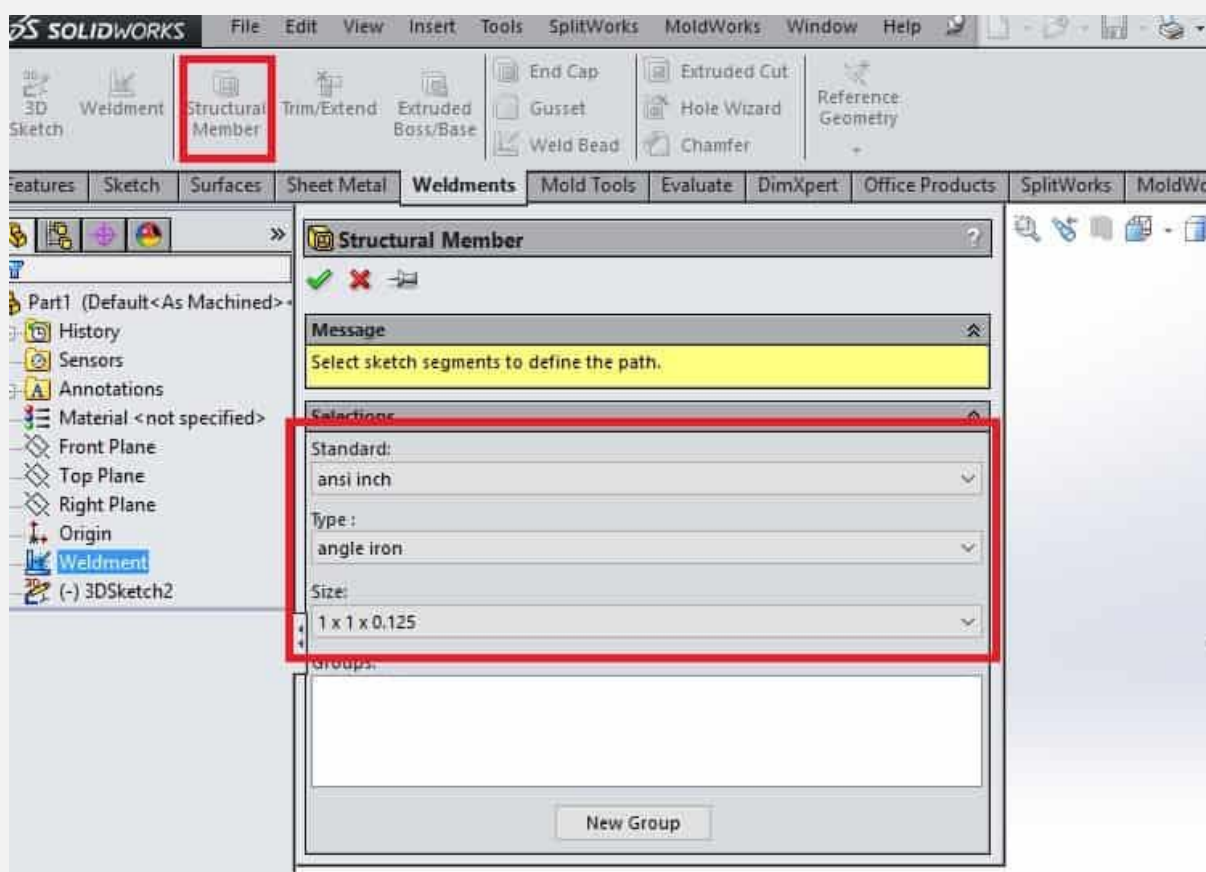 SOLIDWORKS File Edit View Insert Tools SplitWorks MoldWorks Window Help
3D Sketch
Weldment
Structural Member
Trim/Extend
Extruded Boss/Base
End Cap
Gusset
Weld Bead
Extruded Cut
Hole Wizard
Chamfer
Reference Geometry
eatures Sketch Surfaces Sheet Metal Weldments Mold Tools Evaluate DimXpert Office Products SplitWorks MoldWo
Part1 (Default<As Machined>
History
Sensors
A Annotations
Material <not specified>
Front Plane
Top Plane
Right Plane
Origin
Weldment
(-) 3DSketch2
Structural Member ?
Message
Select sketch segments to define the path.
Selections
Standard:
ansi inch
Type :
angle iron
Size:
1 x 1 x 0.125
Groups:
New Group